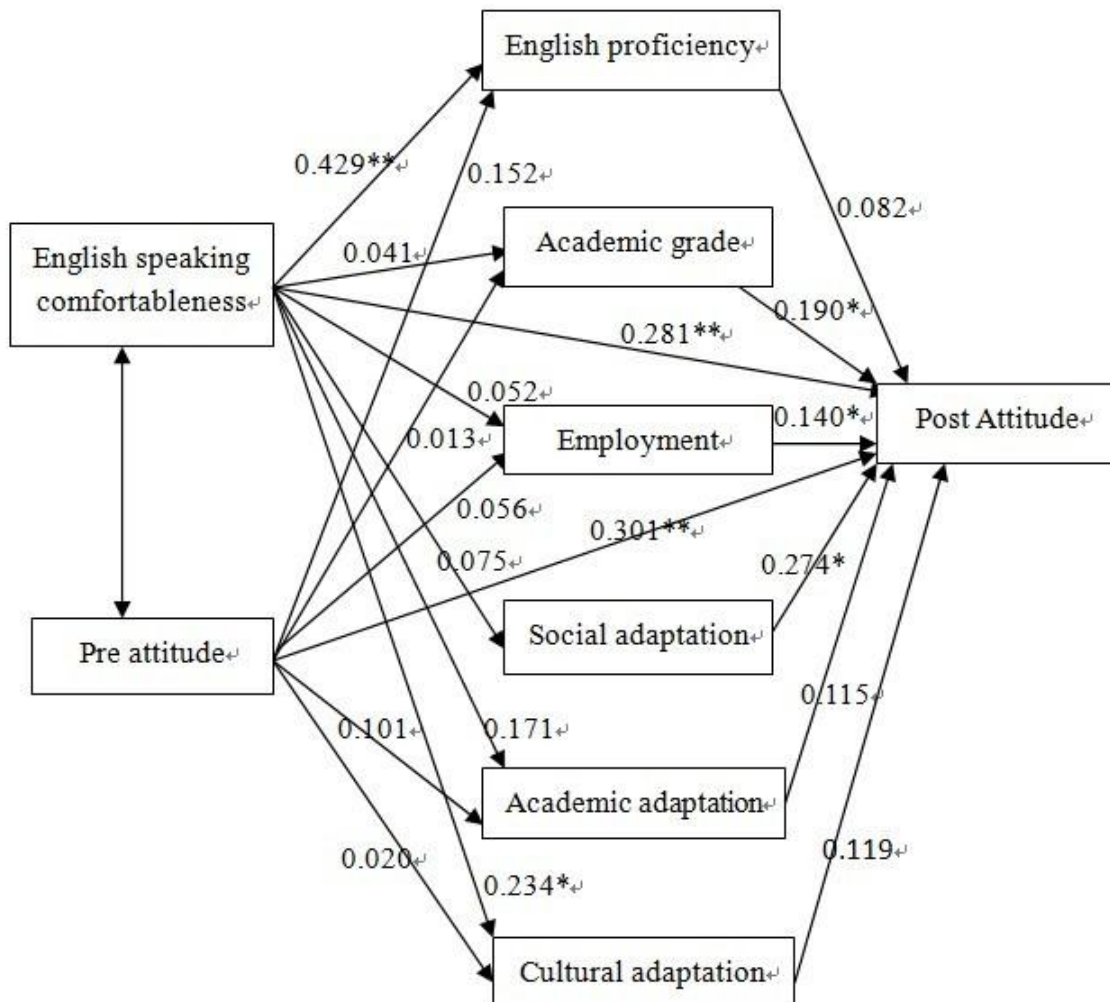 English proficiency↵
0.429**↵
0.152↵
0.082↵
English speaking
comfortableness↵
0.041↵
Academic grade↵
0.190*↵
0.281**↵
0.052↵
0.013↵
Employment↵
0.140*↵
Post Attitude↵
0.056↵
0.301**↵
0.075↵
0.274*
Pre attitude↵
Social adaptation↵
0.101↵
0.171↵
0.115↵
Academic adaptation↵
0.020↵
0.234*↵
0.119↵
Cultural adaptation↵